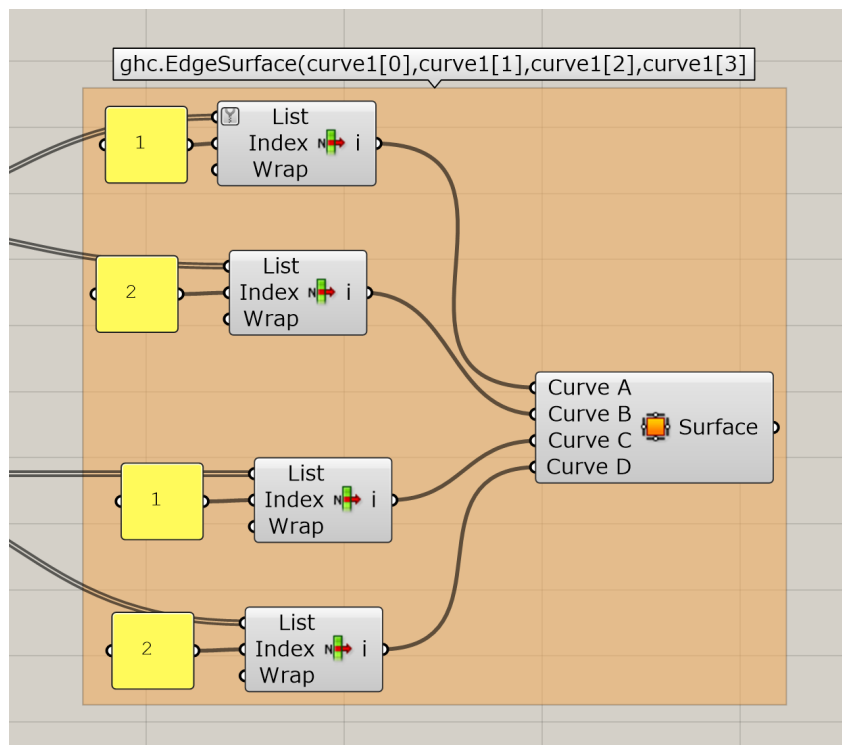 ghc.EdgeSurface(curve1[0],curve1[1],curve1[2],curve1[3]
1
List
Index N i
Wrap
2
List
Index N i
Wrap
Curve A
Curve B
Curve C
Curve D
Surface
1
List
Index N i
Wrap
2
List
Index N i
Wrap